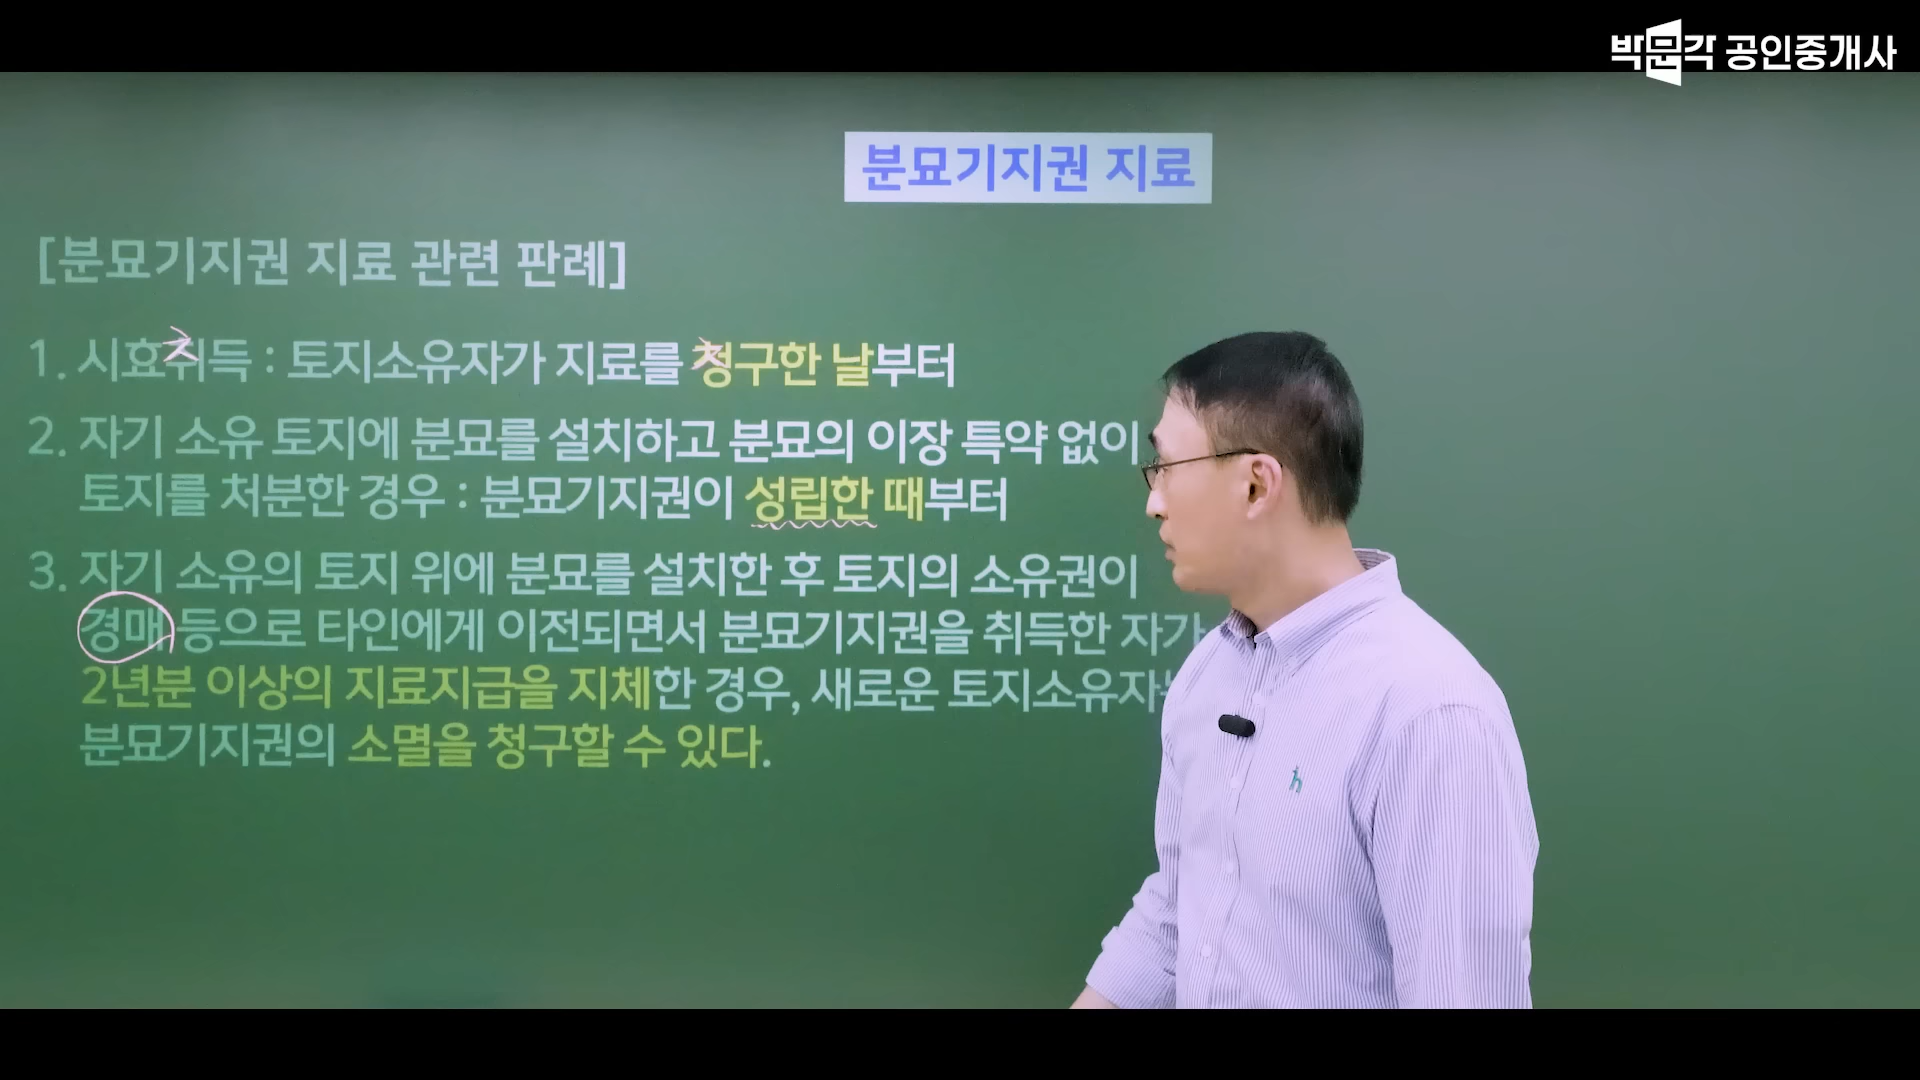 박문각 공인중개사
분묘기지권 지료
[분묘기지권 지료 관련 판례]
1. 시효취득 : 토지소유자가 지료를 청구한 날부터
2. 자기 소유 토지에 분묘를 설치하고 분묘의 이장 특약 없이
토지를 처분한 경우 : 분묘기지권이 성립한 때부터
3. 자기 소유의 토지 위에 분묘를 설치한 후 토지의 소유권이
경매 등으로 타인에게 이전되면서 분묘기지권을 취득한 자가
2년분 이상의 지료지급을 지체한 경우, 새로운 토지소유자는
분묘기지권의 소멸을 청구할 수 있다.